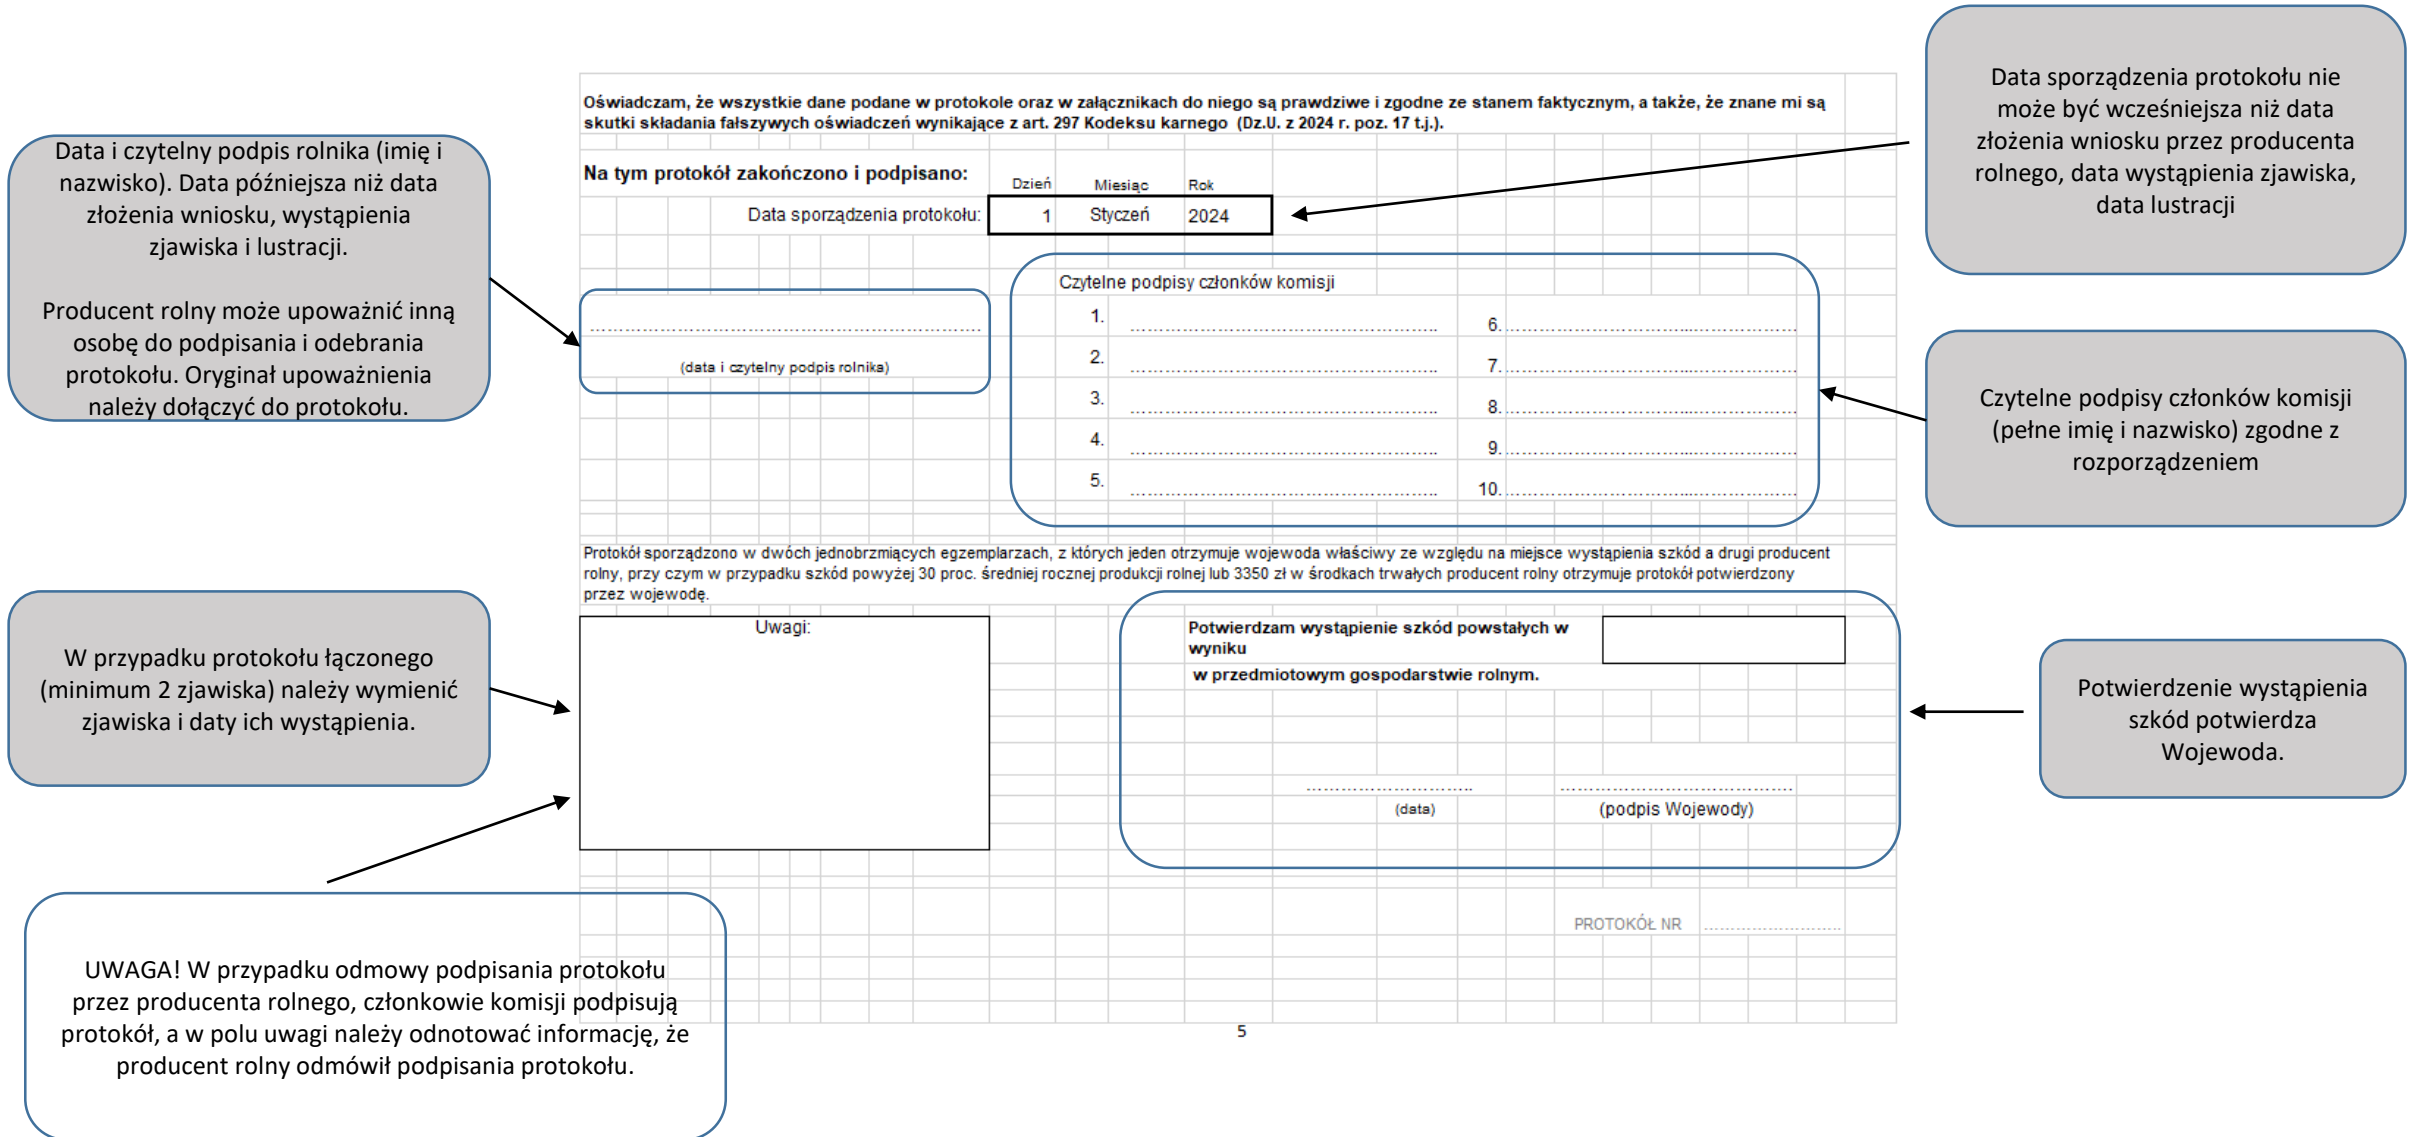 Oświadczam, że wszystkie dane podane w protokole oraz w załącznikach do niego są prawdziwe i zgodne ze stanem faktycznym, a także, że znane mi są
skutki składania fałszywych oświadczeń wynikające z art. 297 Kodeksu karnego (Dz.U. z 2024 r. poz. 17 t.j.).
Na tym protokół zakończono i podpisano:
Dzień Miesiąc Rok
Data sporządzenia protokołu: 1 Styczeń 2024
Data sporządzenia protokołu nie
może być wcześniejsza niż data
złożenia wniosku przez producenta
rolnego, data wystąpienia zjawiska,
data lustracji
Data i czytelny podpis rolnika (imię i
nazwisko). Data późniejsza niż data
złożenia wniosku, wystąpienia
zjawiska i lustracji.
Producent rolny może upoważnić inną
osobę do podpisania i odebrania
protokołu. Oryginał upoważnienia
należy dołączyć do protokołu.
……………………………………………………………
(data i czytelny podpis rolnika)
Czytelne podpisy członków komisji
1. …………………………………………….. 6. …………………………...………………
2. …………………………………………….. 7. …………………………...………………
3. …………………………………………….. 8. …………………………...………………
4. …………………………………………….. 9. …………………………...………………
5. …………………………………………….. 10. …………………………...………………
Czytelne podpisy członków komisji
(pełne imię i nazwisko) zgodne z
rozporządzeniem
Protokół sporządzono w dwóch jednobrzmiących egzemplarzach, z których jeden otrzymuje wojewoda właściwy ze względu na miejsce wystąpienia szkód a drugi producent
rolny, przy czym w przypadku szkód powyżej 30 proc. średniej rocznej produkcji rolnej lub 3350 zł w środkach trwałych producent rolny otrzymuje protokół potwierdzony
przez wojewodę.
W przypadku protokołu łączonego
(minimum 2 zjawiska) należy wymienić
zjawiska i daty ich wystąpienia.
Uwagi:
Potwierdzam wystąpienie szkód powstałych w
wyniku
w przedmiotowym gospodarstwie rolnym.
……………………….. ………………………………….
(data) (podpis Wojewody)
Potwierdzenie wystąpienia
szkód potwierdza
Wojewoda.
UWAGA! W przypadku odmowy podpisania protokołu
przez producenta rolnego, członkowie komisji podpisują
protokół, a w polu uwagi należy odnotować informację, że
producent rolny odmówił podpisania protokołu.
PROTOKÓŁ NR ……………………..
5